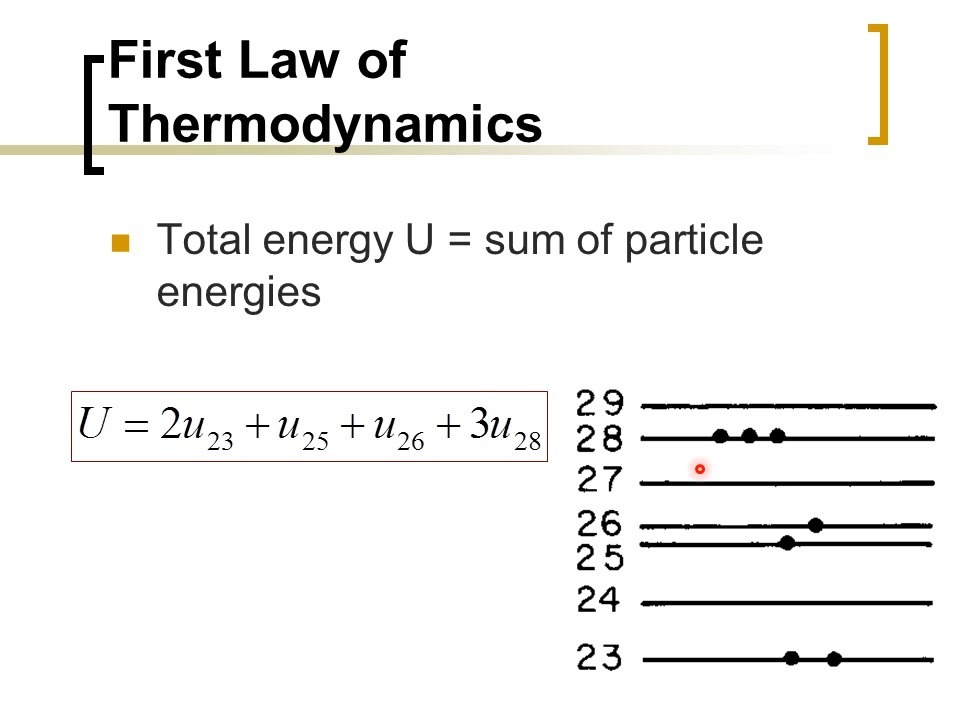 First Law of
Thermodynamics
Total energy U = sum of particle
energies
U = 2u₂₃ + u₂₅ + u₂₆ + 3u₂₈
29
28
27
26
25
24
23